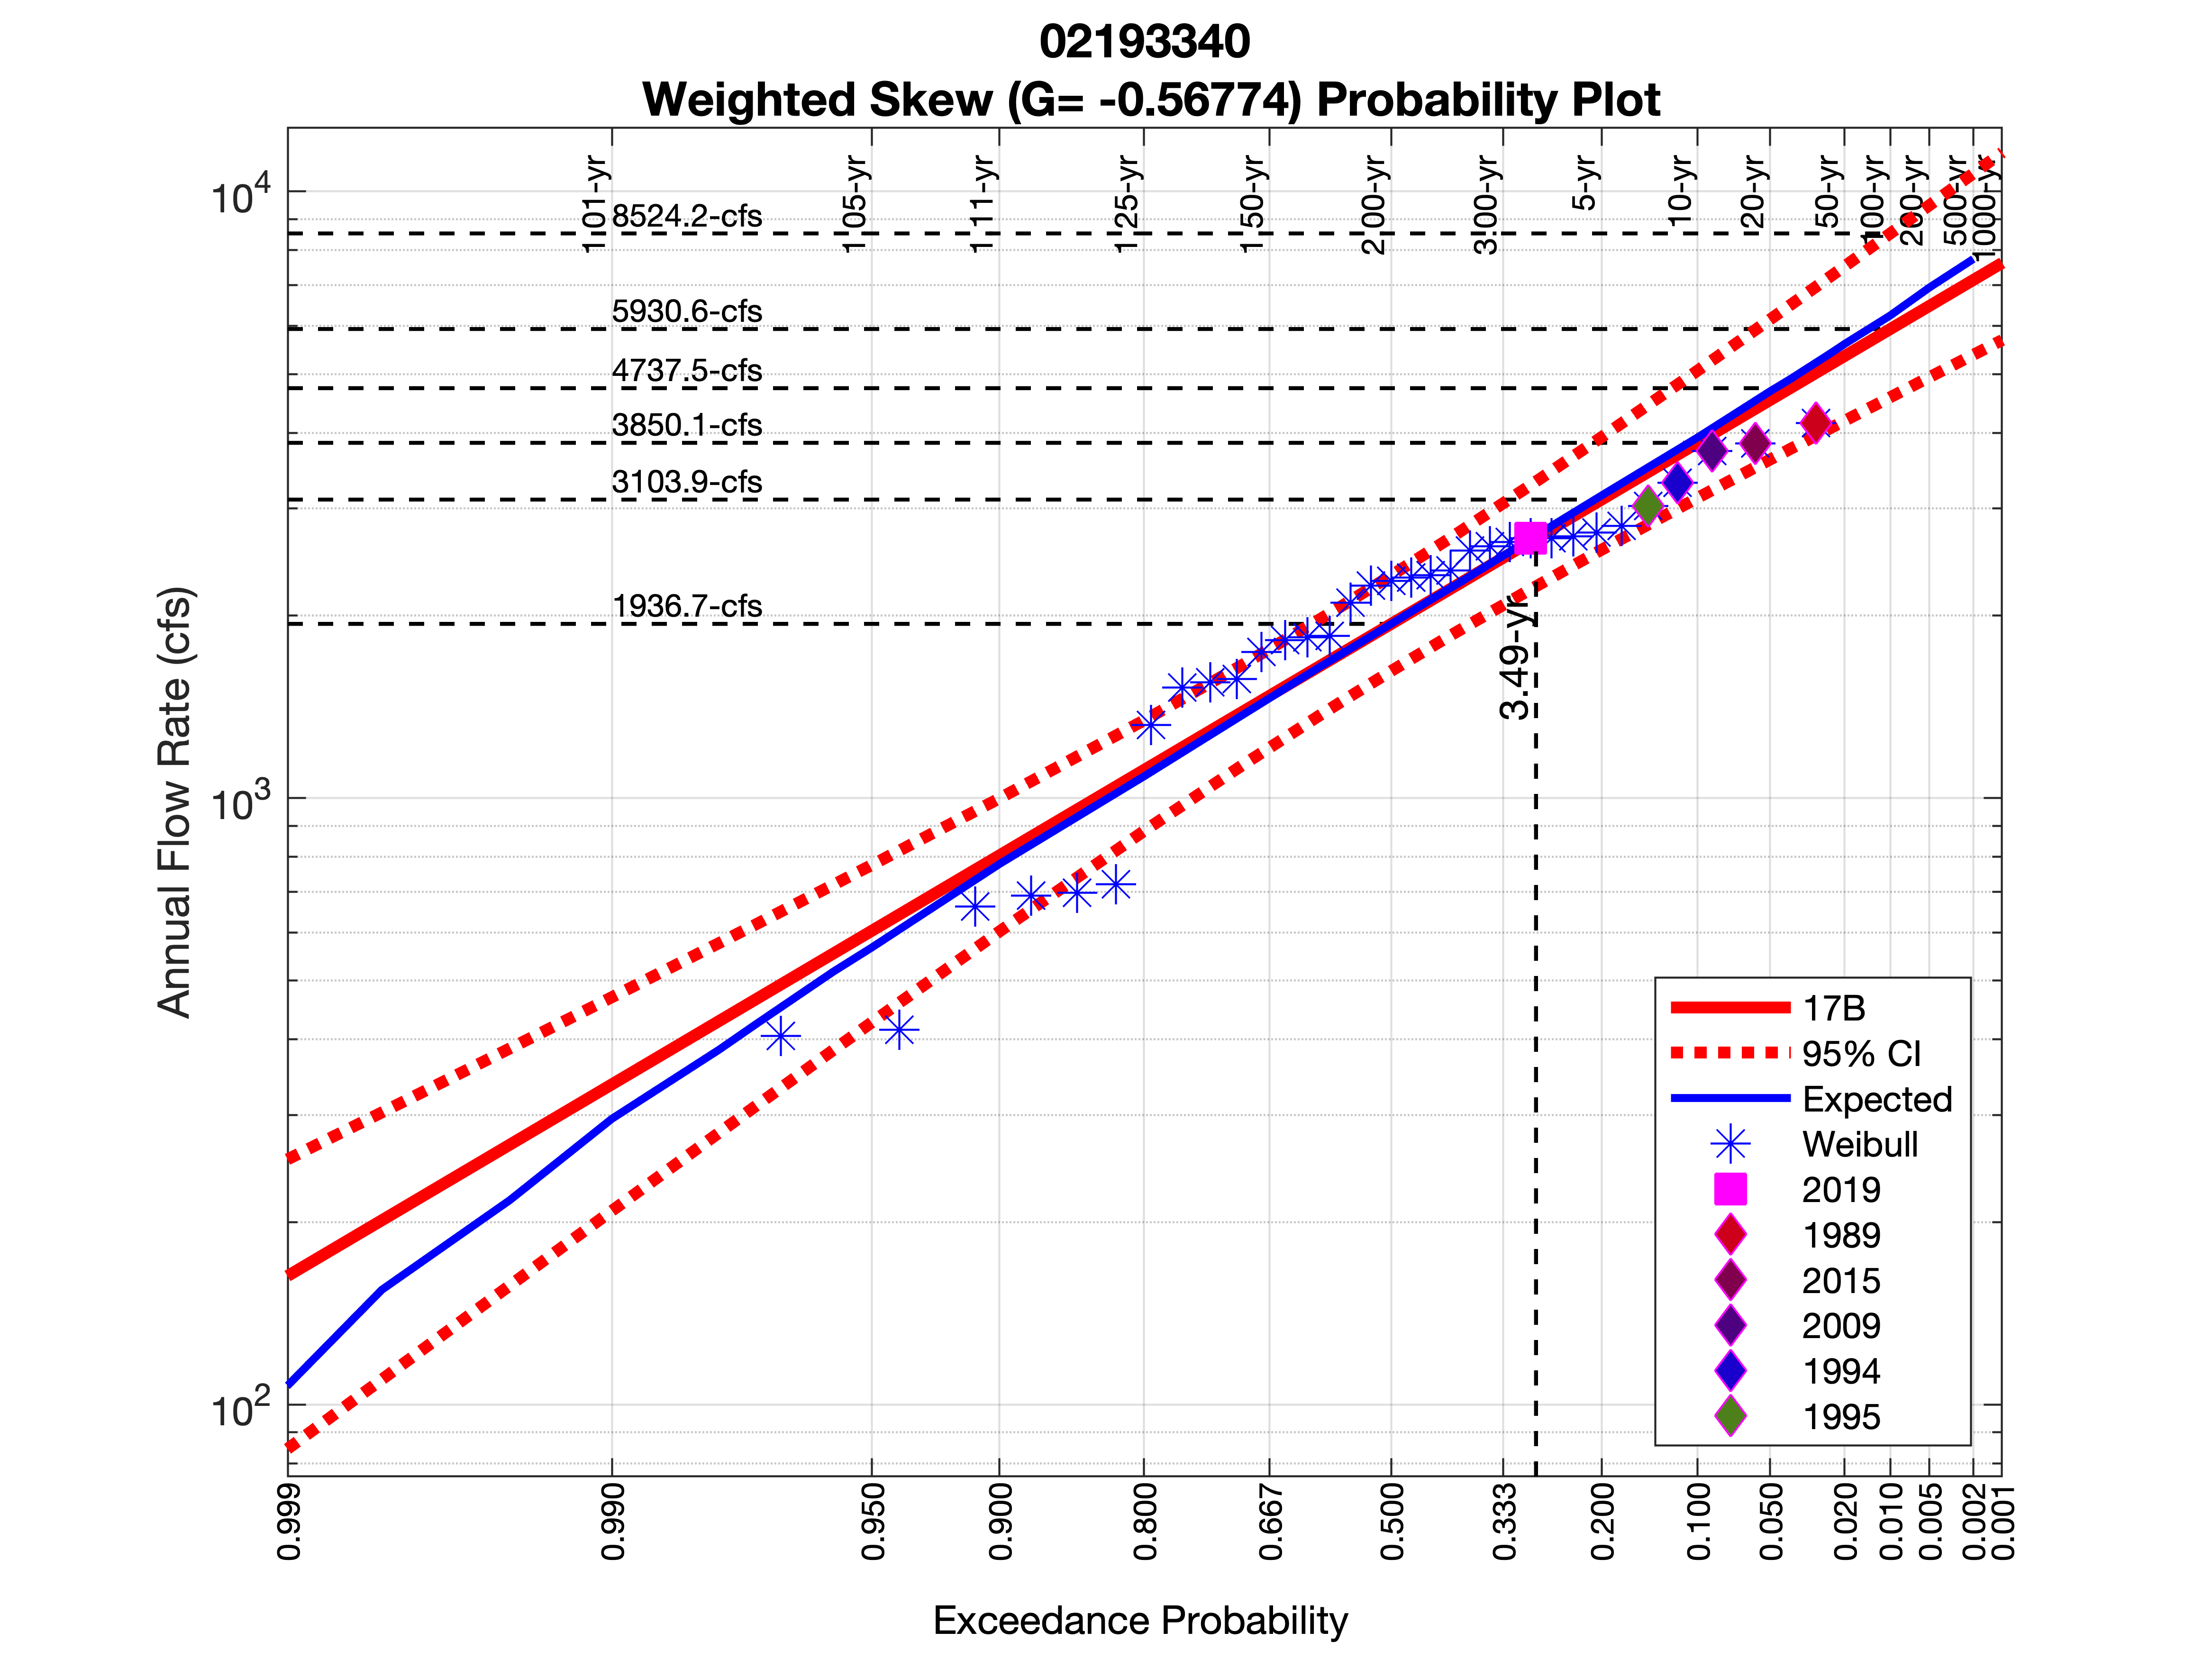 02193340
Weighted Skew (G= -0.56774) Probability Plot
Annual Flow Rate (cfs)
10^4
10^3
10^2
1.01-yr
1.05-yr
1.11-yr
1.25-yr
1.50-yr
2.00-yr
3.00-yr
5-yr
10-yr
20-yr
50-yr
100-yr
200-yr
500-yr
1000-yr
8524.2-cfs
5930.6-cfs
4737.5-cfs
3850.1-cfs
3103.9-cfs
1936.7-cfs
3.49-yr
17B
95% CI
Expected
Weibull
2019
1989
2015
2009
1994
1995
0.999
0.990
0.950
0.900
0.800
0.667
0.500
0.333
0.200
0.100
0.050
0.020
0.010
0.005
0.002
0.001
Exceedance Probability